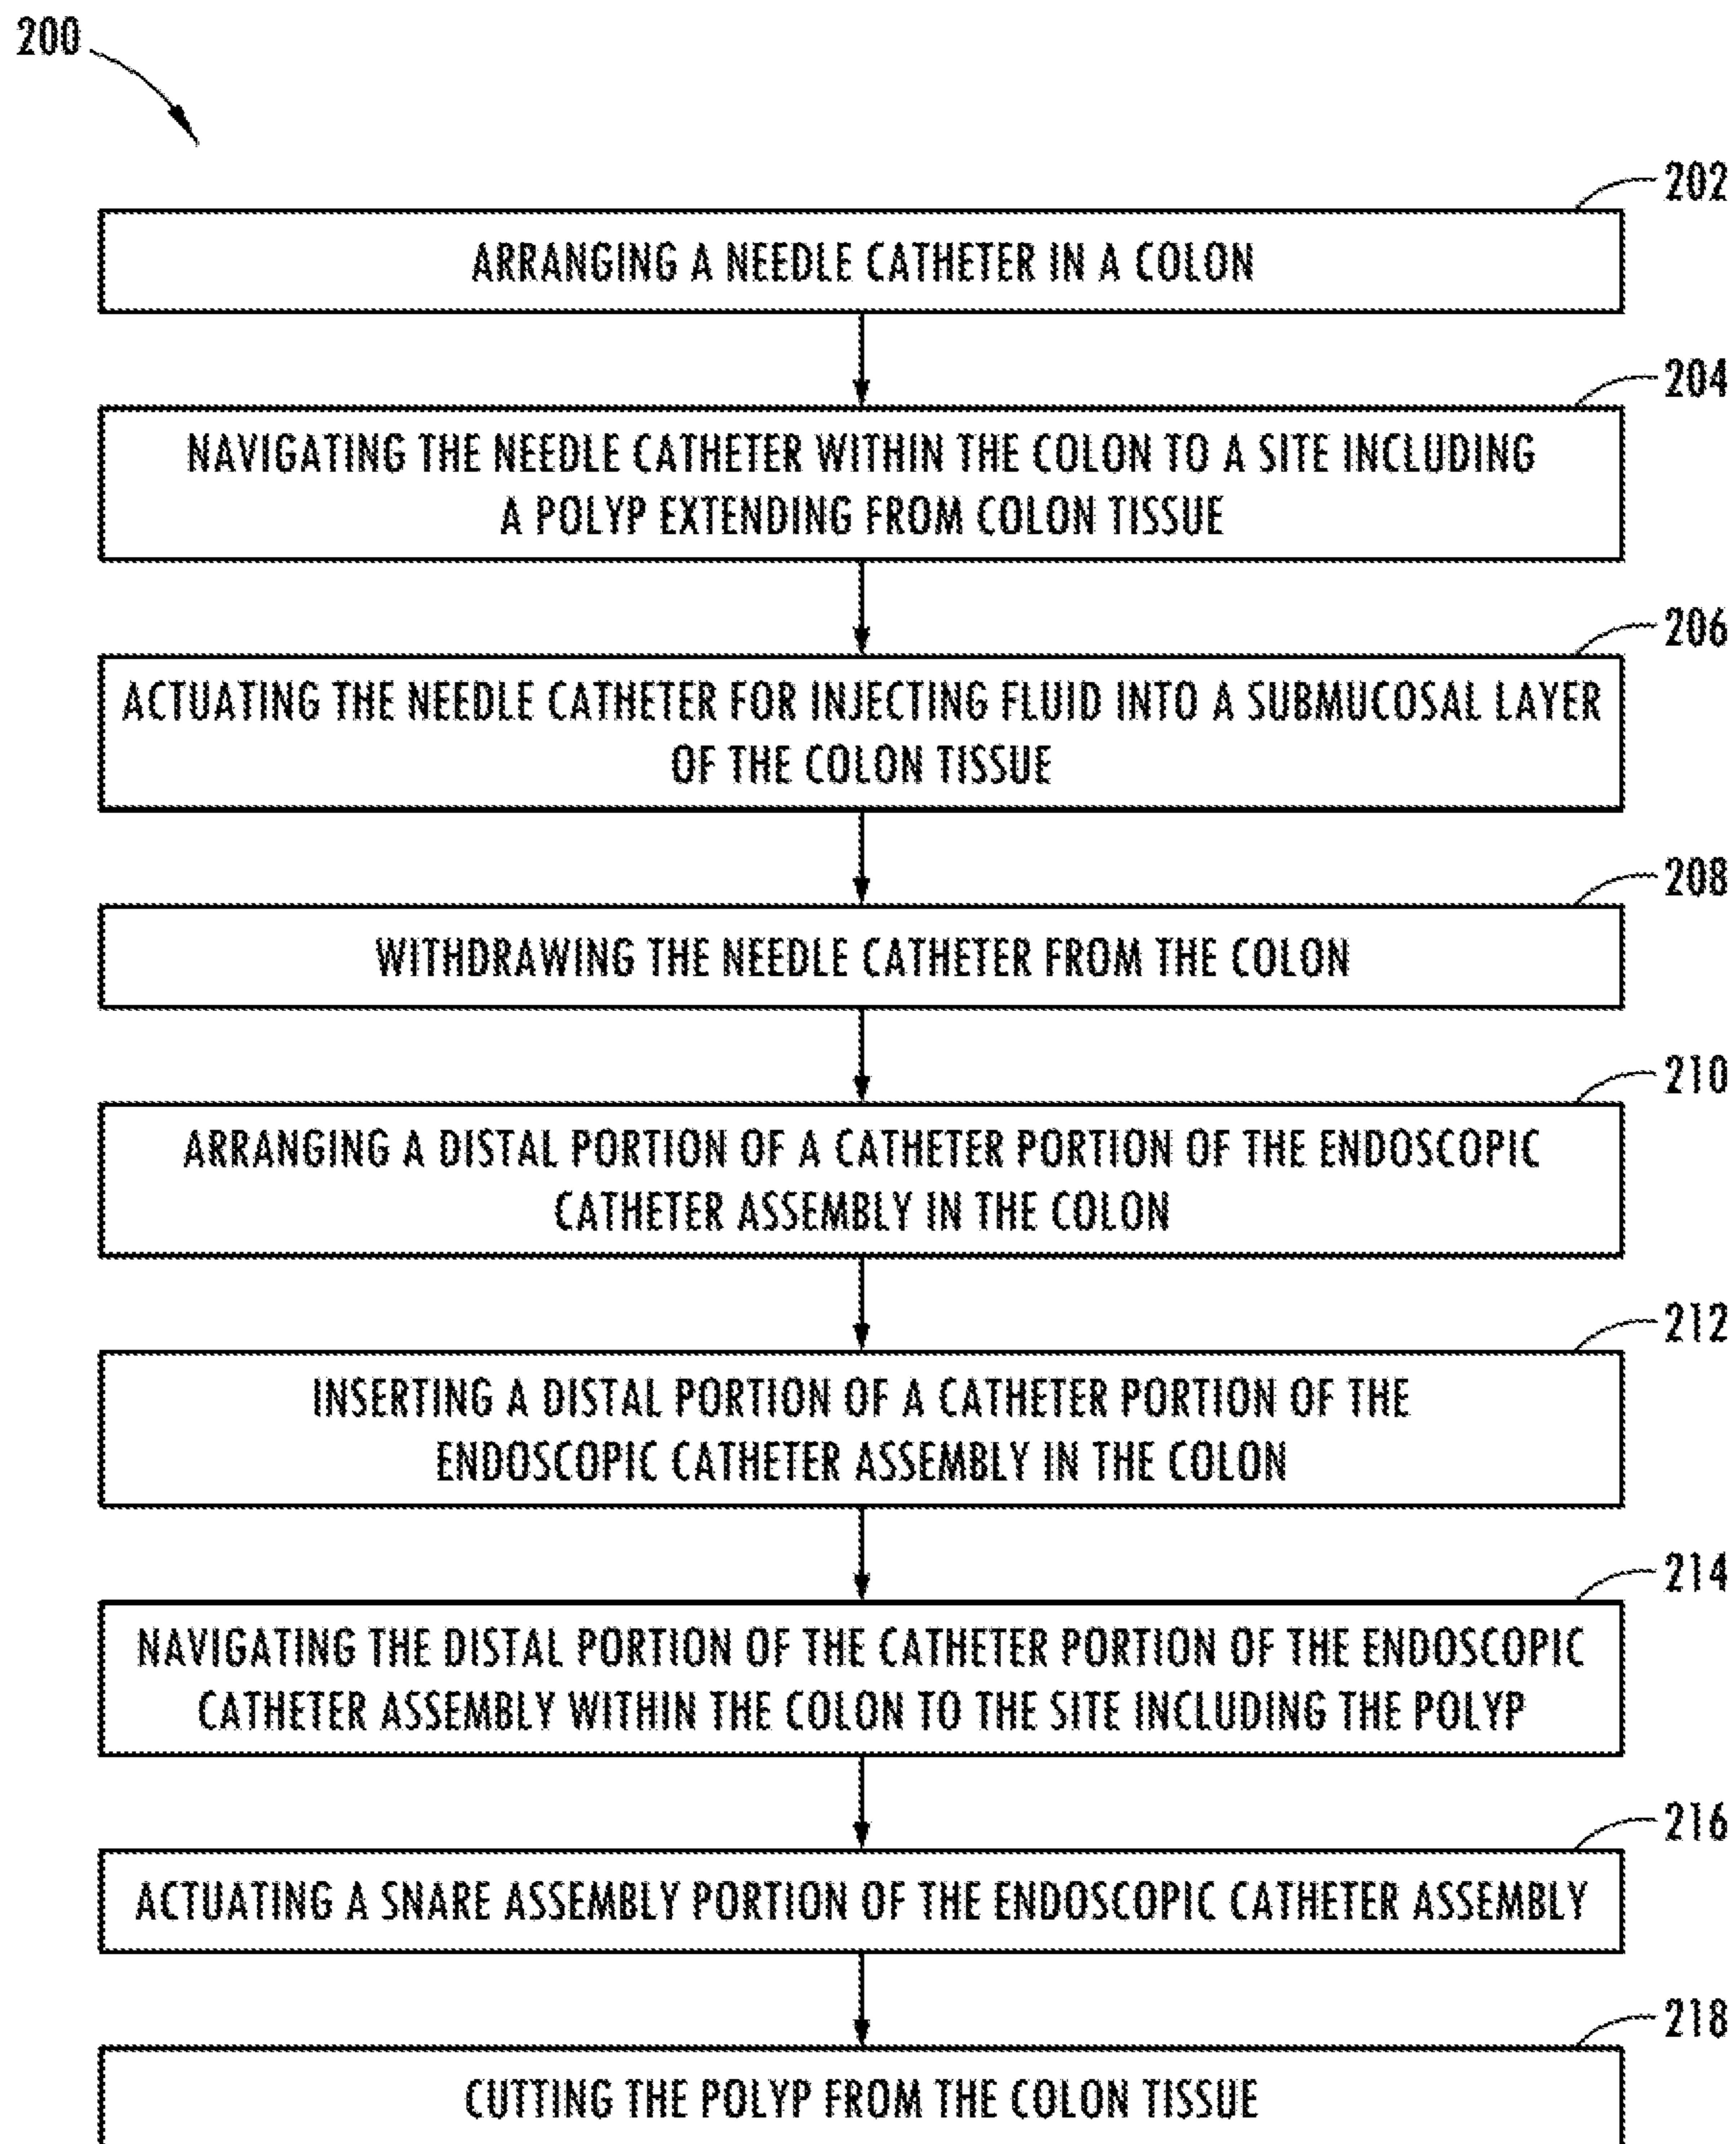 200
202
ARRANGING A NEEDLE CATHETER IN A COLON
204
NAVIGATING THE NEEDLE CATHETER WITHIN THE COLON TO A SITE INCLUDING
A POLYP EXTENDING FROM COLON TISSUE
206
ACTUATING THE NEEDLE CATHETER FOR INJECTING FLUID INTO A SUBMUCOSAL LAYER
OF THE COLON TISSUE
208
WITHDRAWING THE NEEDLE CATHETER FROM THE COLON
210
ARRANGING A DISTAL PORTION OF A CATHETER PORTION OF THE ENDOSCOPIC
CATHETER ASSEMBLY IN THE COLON
212
INSERTING A DISTAL PORTION OF A CATHETER PORTION OF THE
ENDOSCOPIC CATHETER ASSEMBLY IN THE COLON
214
NAVIGATING THE DISTAL PORTION OF THE CATHETER PORTION OF THE ENDOSCOPIC
CATHETER ASSEMBLY WITHIN THE COLON TO THE SITE INCLUDING THE POLYP
216
ACTUATING A SNARE ASSEMBLY PORTION OF THE ENDOSCOPIC CATHETER ASSEMBLY
218
CUTTING THE POLYP FROM THE COLON TISSUE